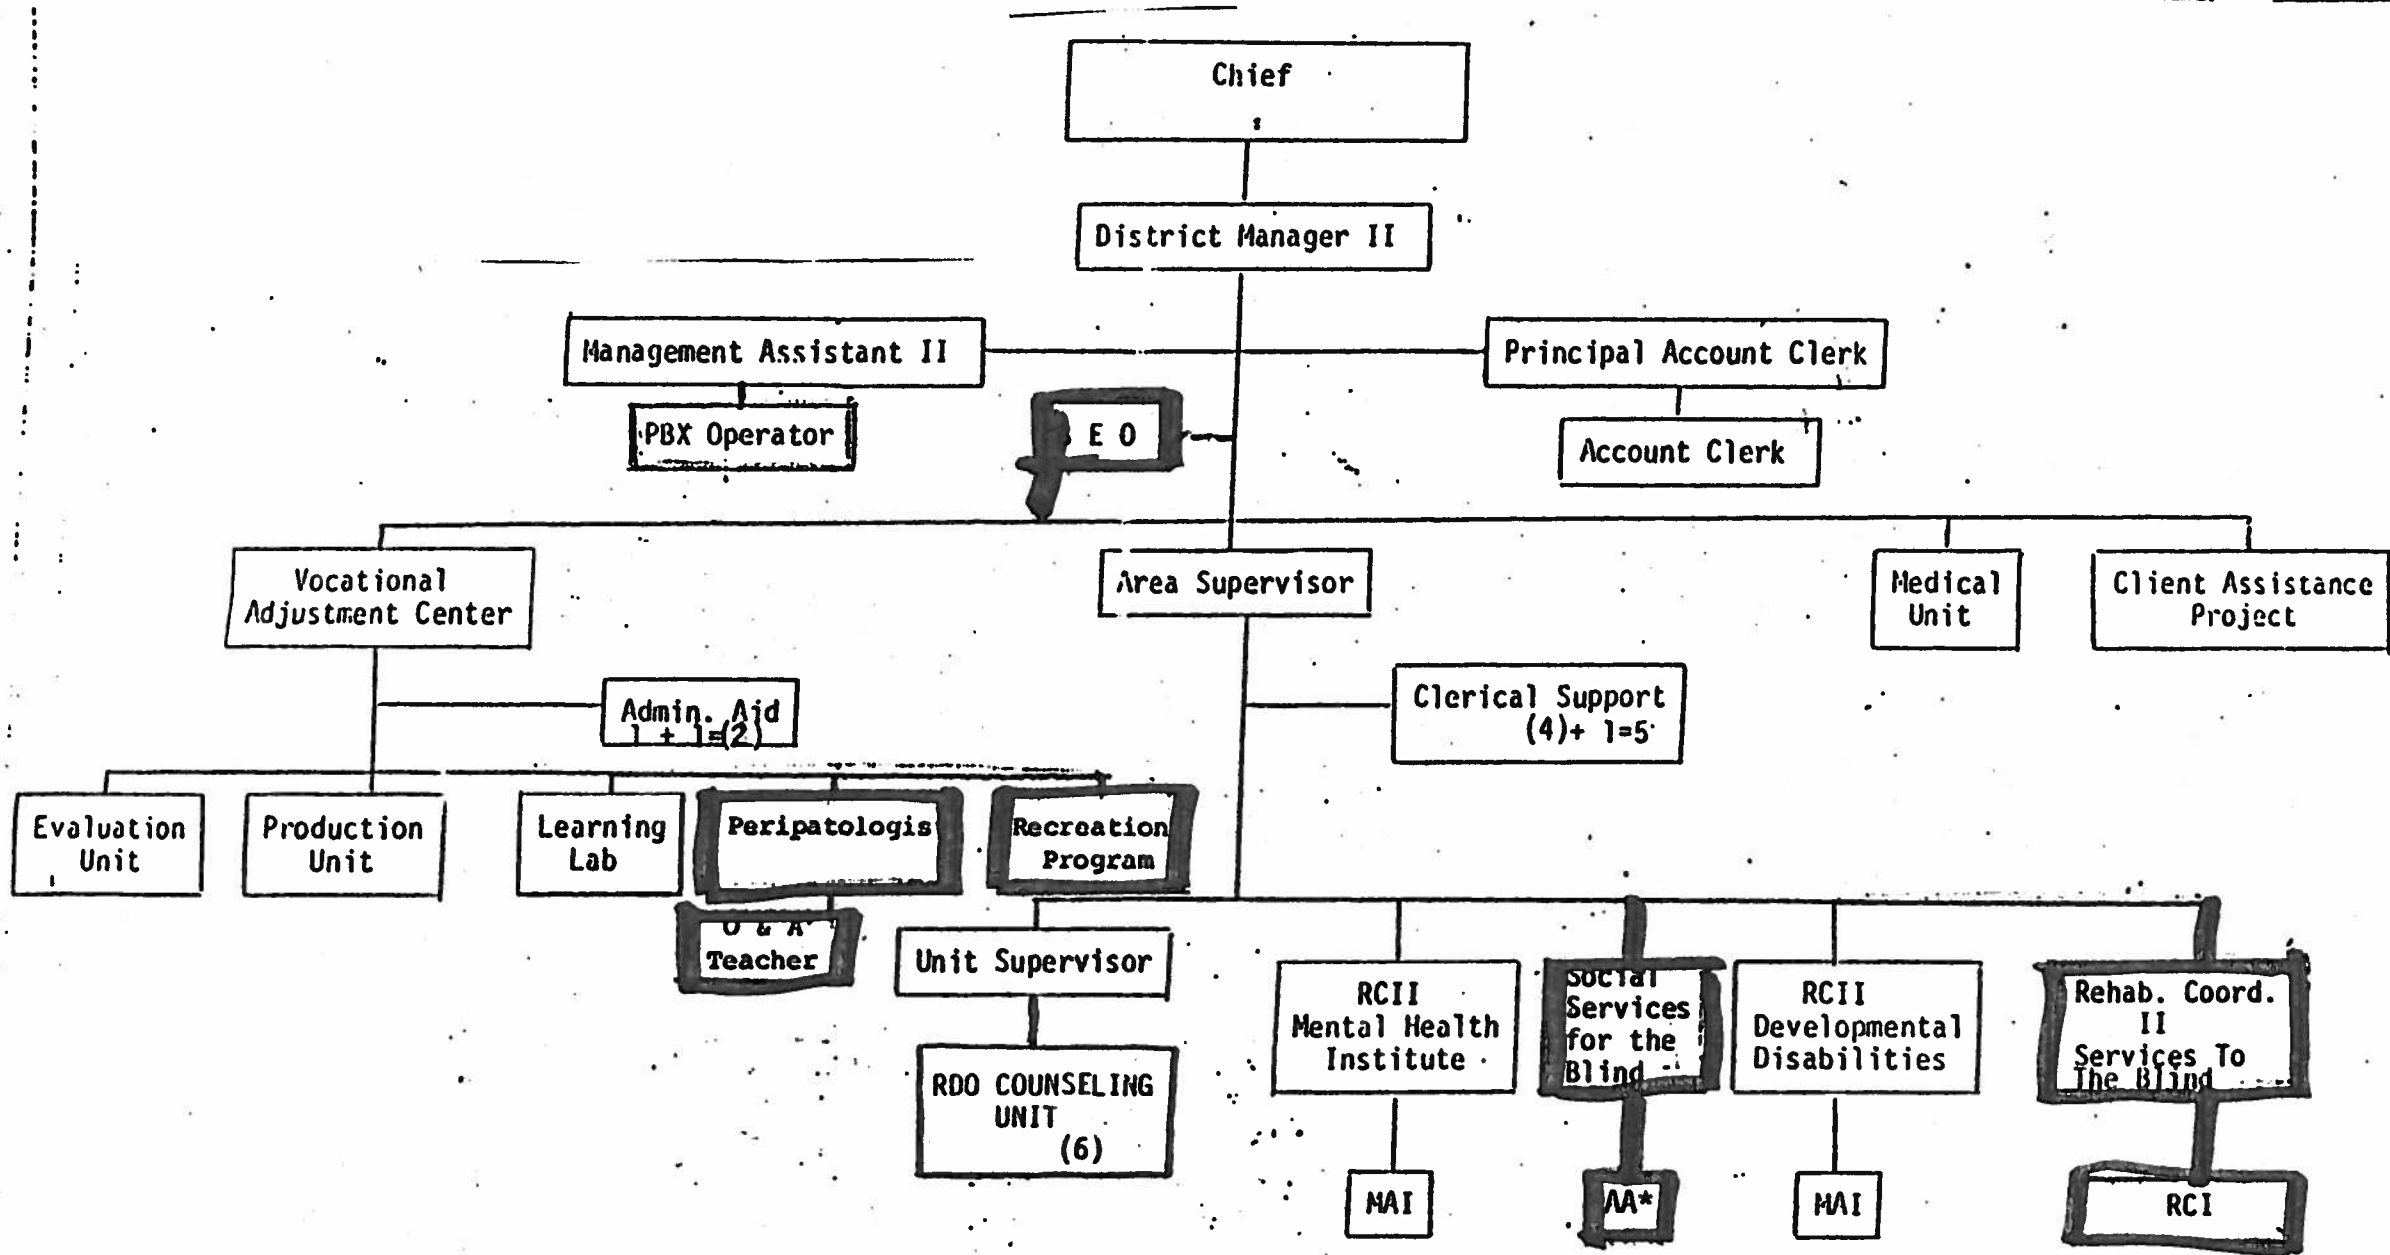 Chief
District Manager II
Management Assistant II
Principal Account Clerk
PBX Operator
E O
Account Clerk
Vocational
Adjustment Center
Area Supervisor
Medical
Unit
Client Assistance
Project
Admin. Aid
1 + 1=(2)
Clerical Support
(4)+ 1=5
Evaluation
Unit
Production
Unit
Learning
Lab
Peripatologis
Recreation
Program
O & A
Teacher
Unit Supervisor
RDO COUNSELING
UNIT
(6)
RCII
Mental Health
Institute
Social
Services
for the
Blind
RCII
Developmental
Disabilities
Rehab. Coord.
II
Services To
The Blind
MAI
AA*
MAI
RCI